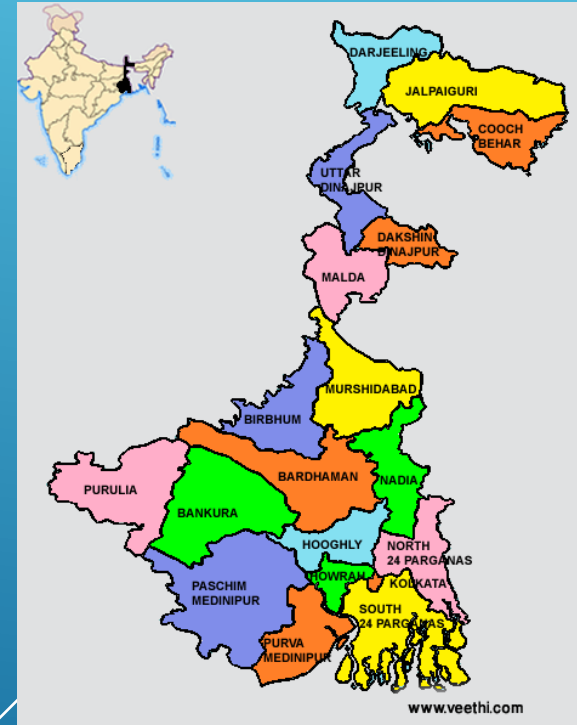 DARJEELING
JALPAIGURI
COOCH
BEHAR
UTTAR
DINAJPUR
DAKSHIN
DINAJPUR
MALDA
MURSHIDABAD
BIRBHUM
BARDHAMAN
NADIA
PURULIA
BANKURA
HOOGHLY
NORTH
24 PARGANAS
HOWRAH
KOLKATA
PASCHIM
MEDINIPUR
SOUTH
24 PARGANAS
PURVA
MEDINIPUR
www.veethi.com